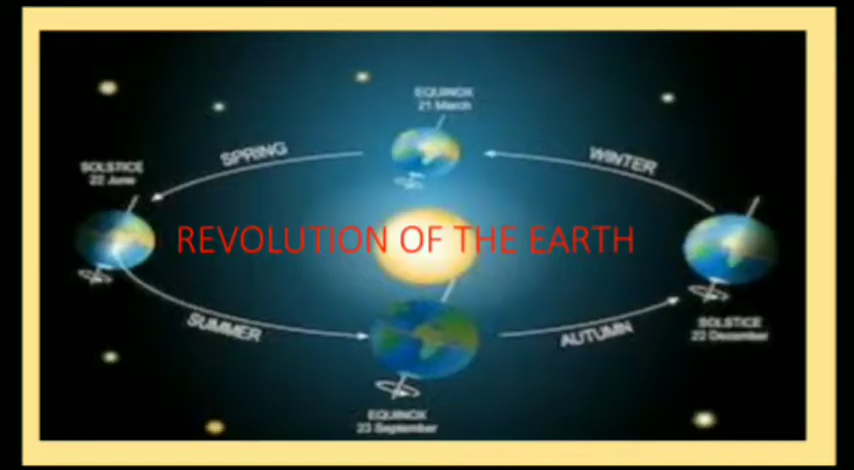 EQUINOX
21 March
SPRING
WINTER
SOLSTICE
22 June
REVOLUTION OF THE EARTH
SUMMER
AUTUMN
SOLSTICE
22 December
EQUINOX
23 September